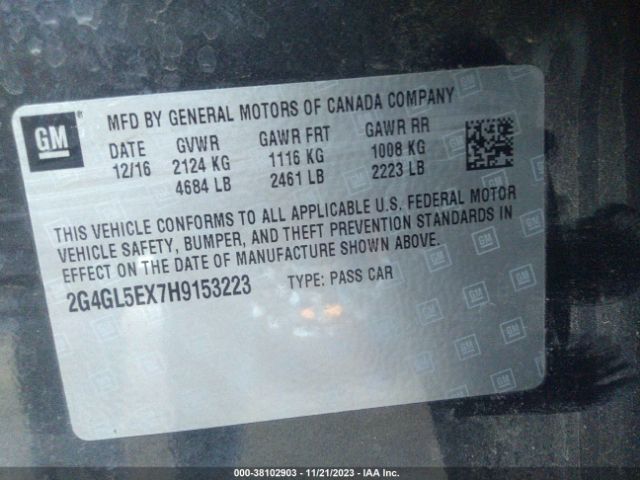 GM ®
MFD BY GENERAL MOTORS OF CANADA COMPANY
DATE GVWR GAWR FRT GAWR RR
12/16 2124 KG 1116 KG 1008 KG
4684 LB 2461 LB 2223 LB
THIS VEHICLE CONFORMS TO ALL APPLICABLE U.S. FEDERAL MOTOR
VEHICLE SAFETY, BUMPER, AND THEFT PREVENTION STANDARDS IN
EFFECT ON THE DATE OF MANUFACTURE SHOWN ABOVE.
2G4GL5EX7H9153223 TYPE: PASS CAR
000-38102903 - 11/21/2023 - IAA Inc.